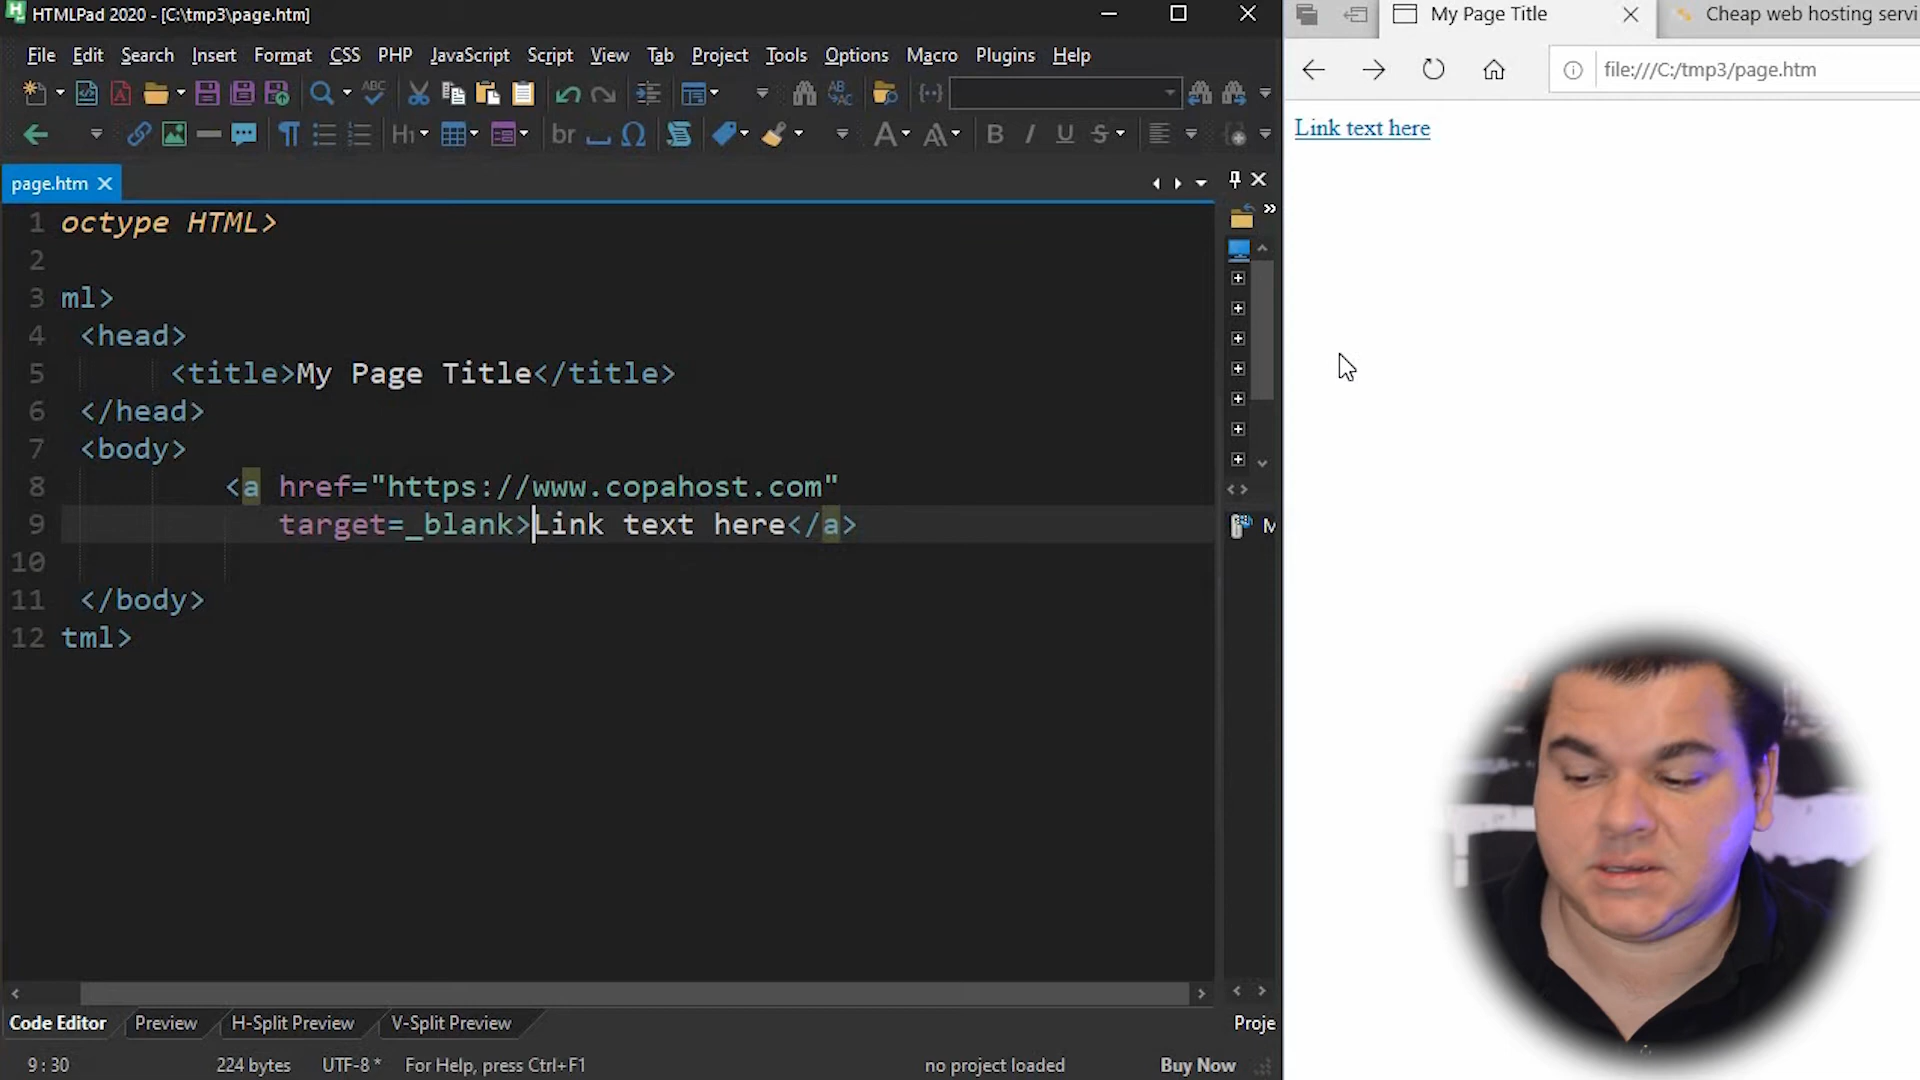 HTMLPad 2020 - [C:\tmp3\page.htm]
My Page Title
Cheap web hosting servi
File Edit Search Insert Format CSS PHP JavaScript Script View Tab Project Tools Options Macro Plugins Help
file:///C:/tmp3/page.htm
ABC
H1 br Ω A A B I U S
Link text here
page.htm
1 octype HTML>
2
3 ml>
4 <head>
5 <title>My Page Title</title>
6 </head>
7 <body>
8 <a href="https://www.copahost.com"
9 target=_blank>Link text here</a>
10
11 </body>
12 tml>
M
Code Editor Preview H-Split Preview V-Split Preview Proje
9 : 30 224 bytes UTF-8 * For Help, press Ctrl+F1 no project loaded Buy Now